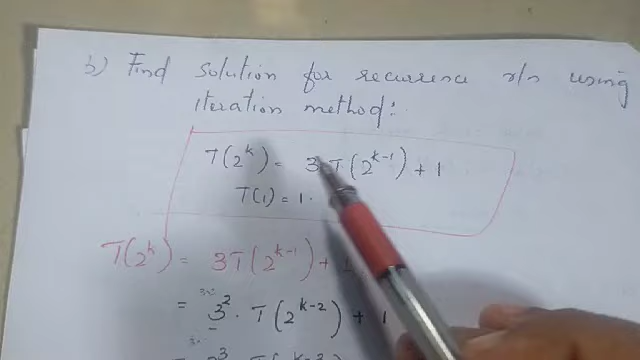 b) Find solution for recurrence r/n using
iteration method:
T(2^k) = 3 T(2^{k-1}) + 1
T(1) = 1.
T(2^k) = 3T(2^{k-1}) +
= 3^2 . T(2^{k-2}) + 1